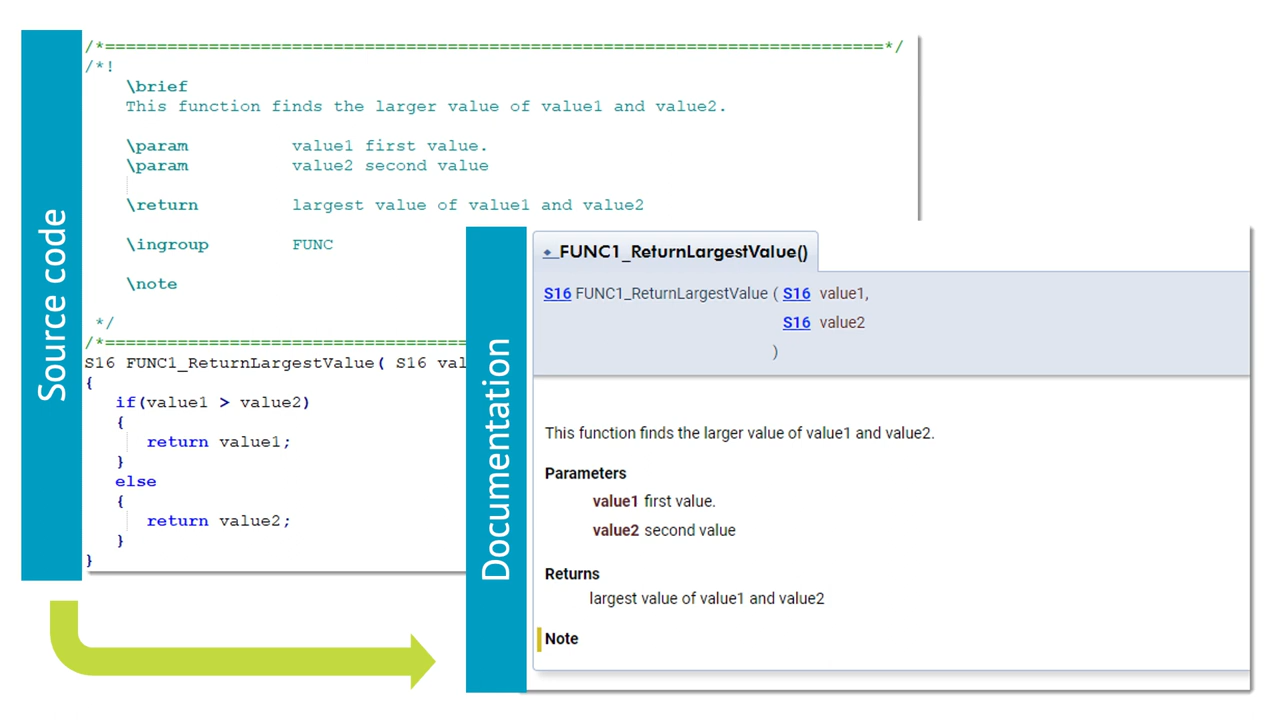 Source code
/*===========================================================================*/
/*!
\brief
This function finds the larger value of value1 and value2.
\param value1 first value.
\param value2 second value
\return largest value of value1 and value2
\ingroup FUNC
\note
*/
/*===================================
S16 FUNC1_ReturnLargestValue( S16 val
{
if(value1 > value2)
{
return value1;
}
else
{
return value2;
}
}
Documentation
FUNC1_ReturnLargestValue()
S16 FUNC1_ReturnLargestValue ( S16 value1,
S16 value2
)
This function finds the larger value of value1 and value2.
Parameters
value1 first value.
value2 second value
Returns
largest value of value1 and value2
Note